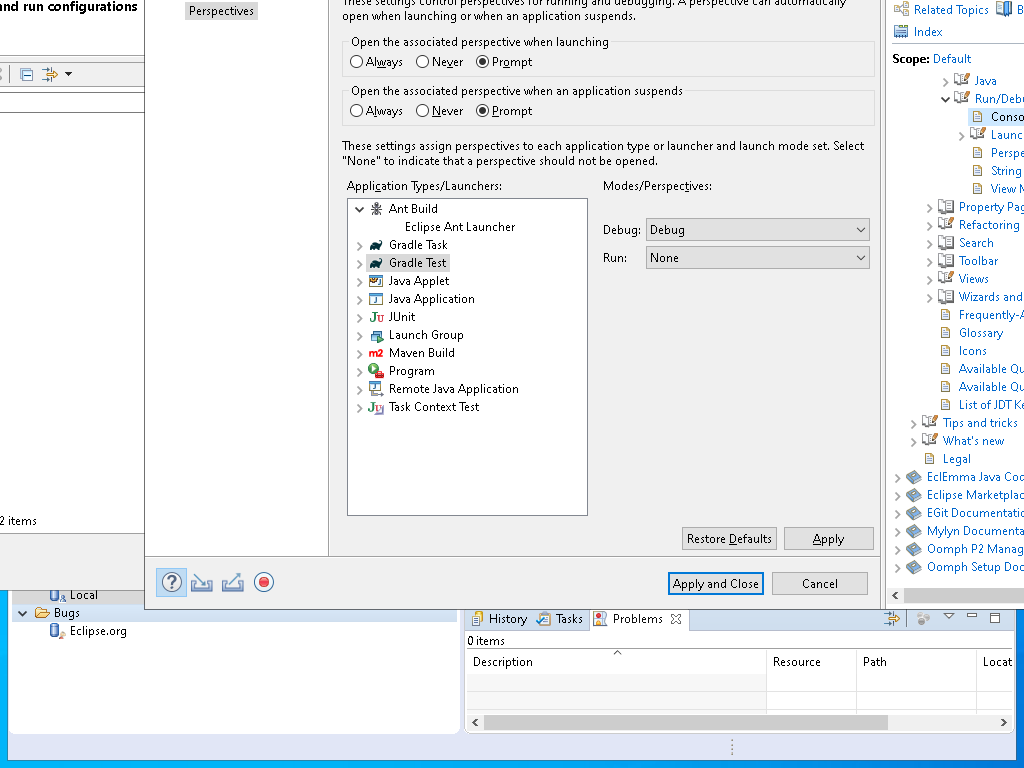 and run configurations
2 items
Perspectives
These settings control perspectives for running and debugging. A perspective can automatically
open when launching or when an application suspends.
Open the associated perspective when launching
Always
Never
Prompt
Open the associated perspective when an application suspends
Always
Never
Prompt
These settings assign perspectives to each application type or launcher and launch mode set. Select
"None" to indicate that a perspective should not be opened.
Application Types/Launchers:
Ant Build
Eclipse Ant Launcher
Gradle Task
Gradle Test
Java Applet
Java Application
JUnit
Launch Group
Maven Build
Program
Remote Java Application
Task Context Test
Modes/Perspectives:
Debug: Debug
Run: None
Restore Defaults
Apply
Apply and Close
Cancel
Related Topics
B
Index
Scope: Default
Java
Run/Debu
Conso
Launc
Perspe
String
View M
Property Pag
Refactoring
Search
Toolbar
Views
Wizards and
Frequently-A
Glossary
Icons
Available Qu
Available Qu
List of JDT Ke
Tips and tricks
What's new
Legal
EclEmma Java Cod
Eclipse Marketplac
EGit Documentatio
Mylyn Documenta
Oomph P2 Manag
Oomph Setup Doc
Local
Bugs
Eclipse.org
History
Tasks
Problems
0 items
Description
Resource
Path
Locat